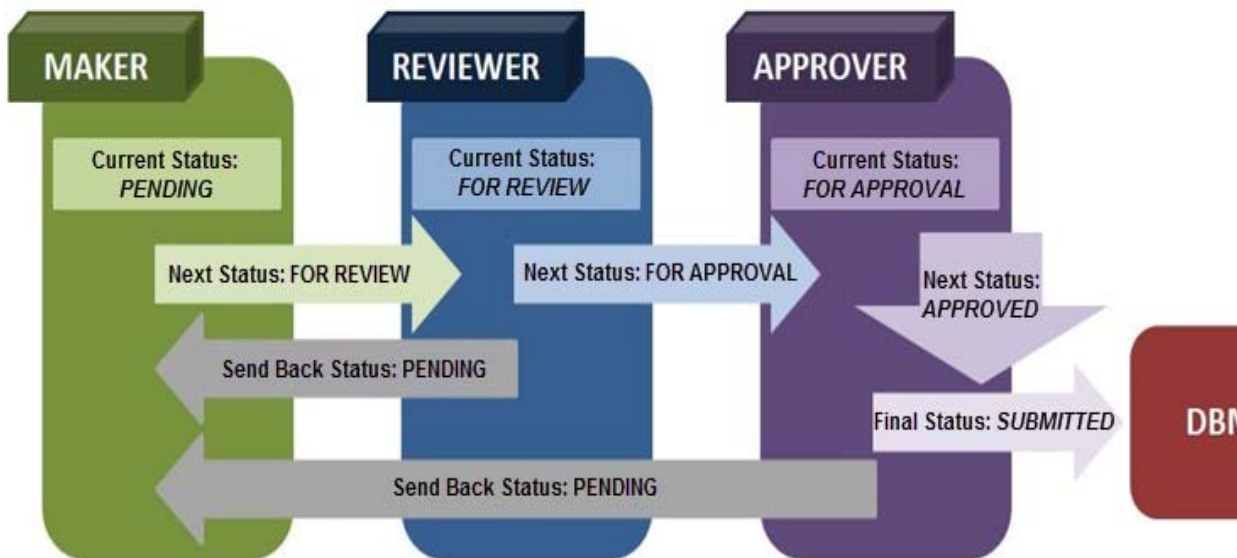 MAKER
REVIEWER
APPROVER
Current Status:
PENDING
Current Status:
FOR REVIEW
Current Status:
FOR APPROVAL
Next Status: FOR REVIEW
Next Status: FOR APPROVAL
Next Status:
APPROVED
Send Back Status: PENDING
Final Status: SUBMITTED
DBM
Send Back Status: PENDING